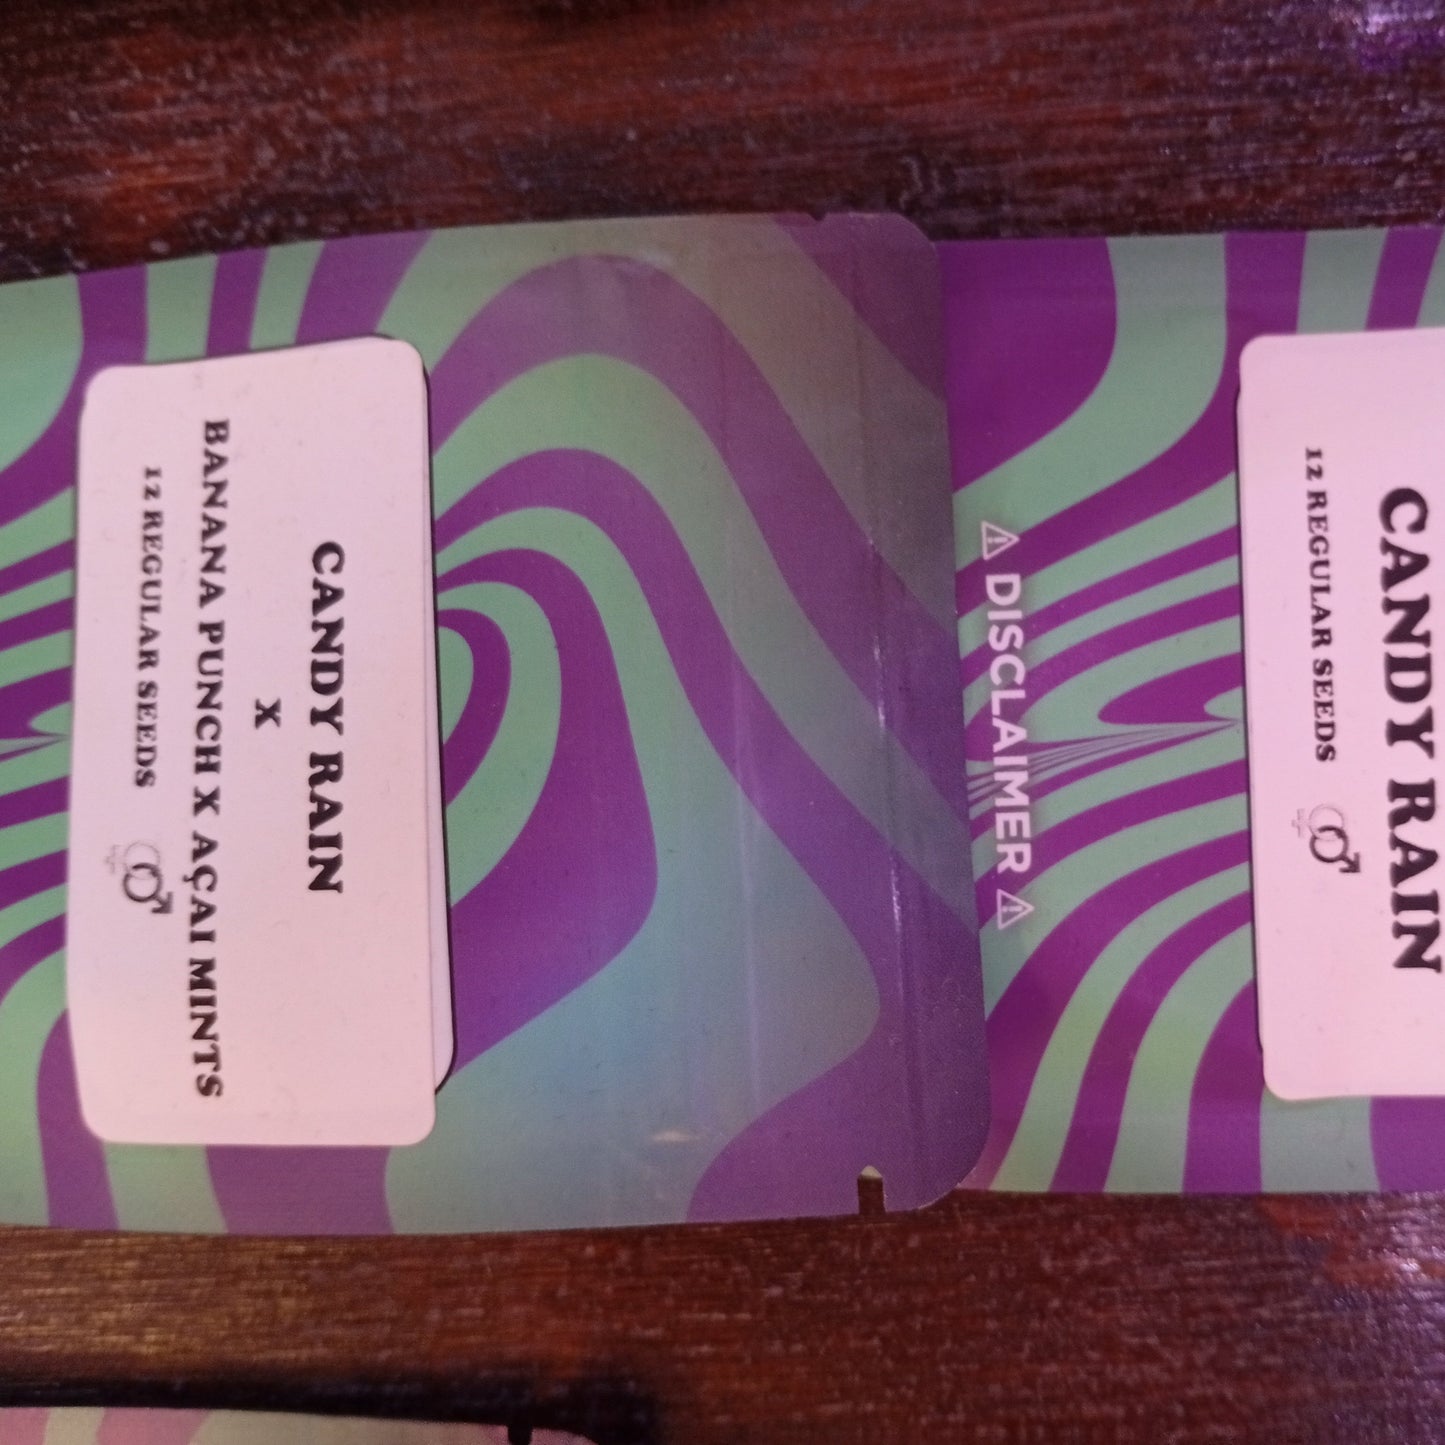 CANDY RAIN
X
BANANA PUNCH X AÇAI MINTS
12 REGULAR SEEDS
⚠ DISCLAIMER ⚠
CANDY RAIN
12 REGULAR SEEDS